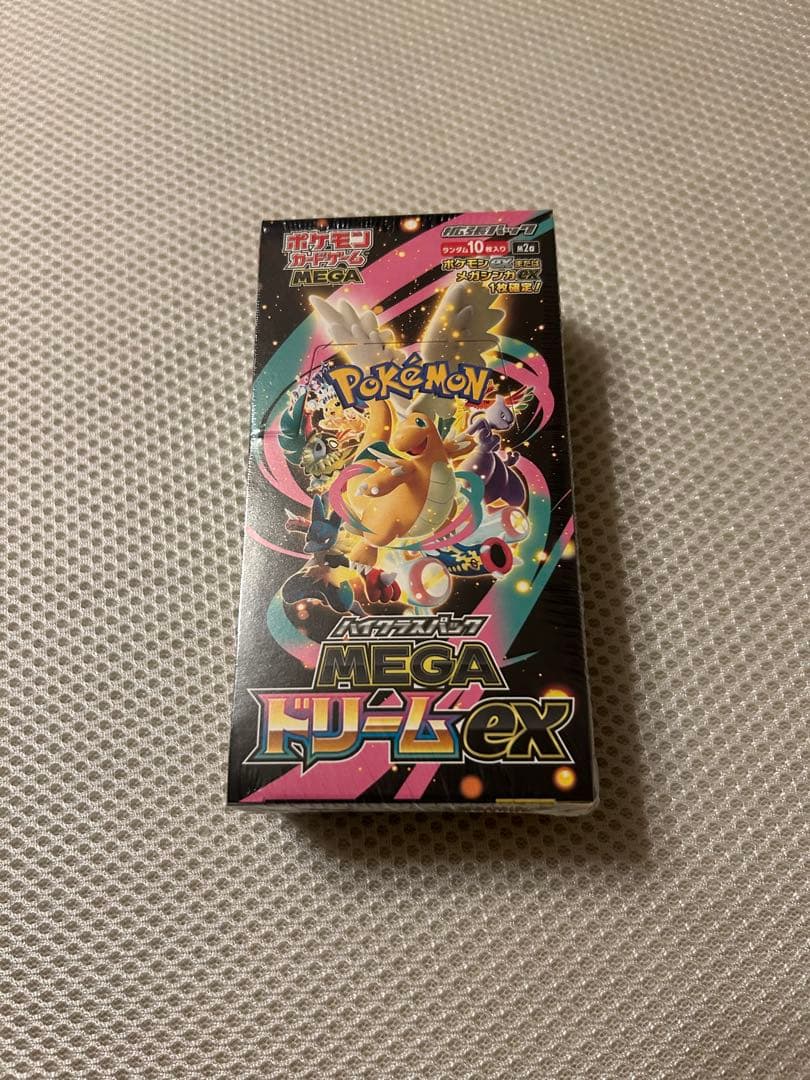 ポケモン
カードゲーム
MEGA
拡張パック
ランダム10枚入り
ポケモンexまたは
メガシンカex
1枚確定!
POKÉMON
ハイクラスパック
MEGA
ドリームex